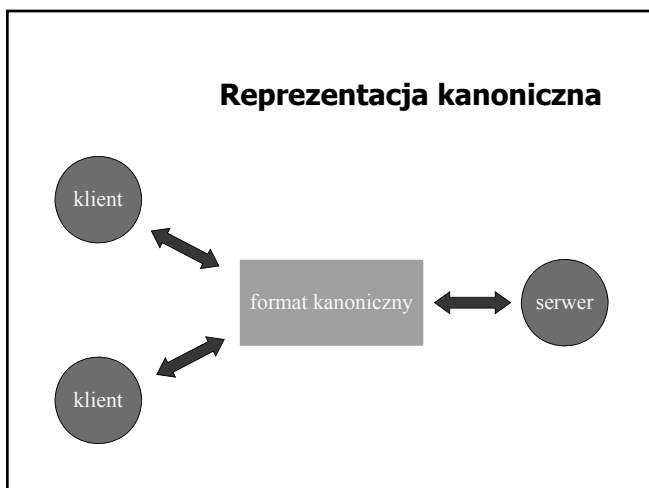 Reprezentacja kanoniczna
klient
format kanoniczny
serwer
klient